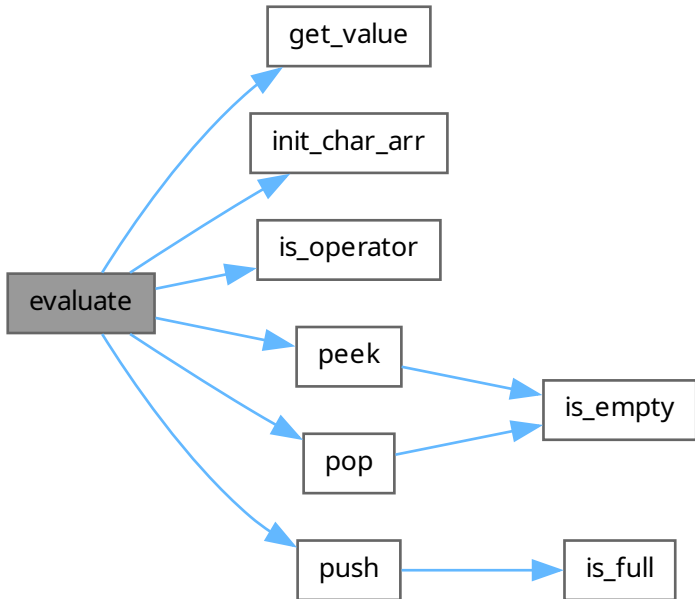 get_value
init_char_arr
is_operator
evaluate
peek
is_empty
pop
push
is_full